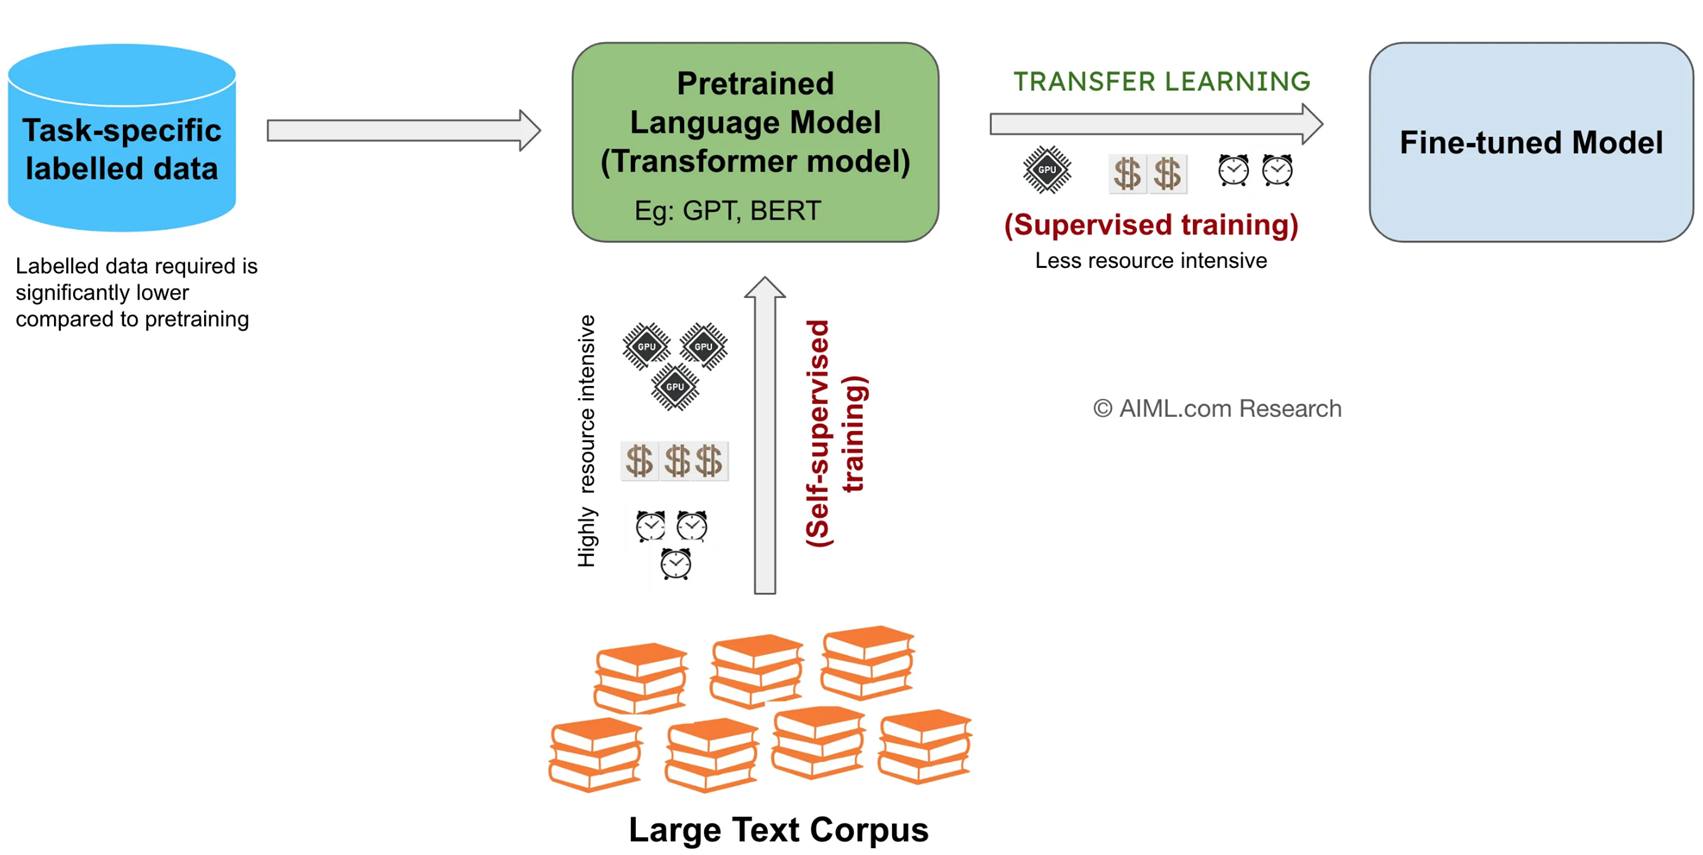 Task-specific
labelled data
Labelled data required is
significantly lower
compared to pretraining
Pretrained
Language Model
(Transformer model)
Eg: GPT, BERT
TRANSFER LEARNING
GPU
$ $
(Supervised training)
Less resource intensive
Fine-tuned Model
Highly resource intensive
GPU GPU
GPU
$ $ $
(Self-supervised
training)
© AIML.com Research
Large Text Corpus